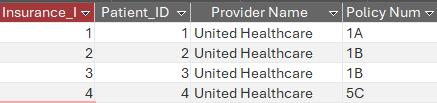 Insurance_I Patient_ID Provider Name Policy Num
1 1 United Healthcare 1A
2 2 United Healthcare 1B
3 3 United Healthcare 1B
4 4 United Healthcare 5C